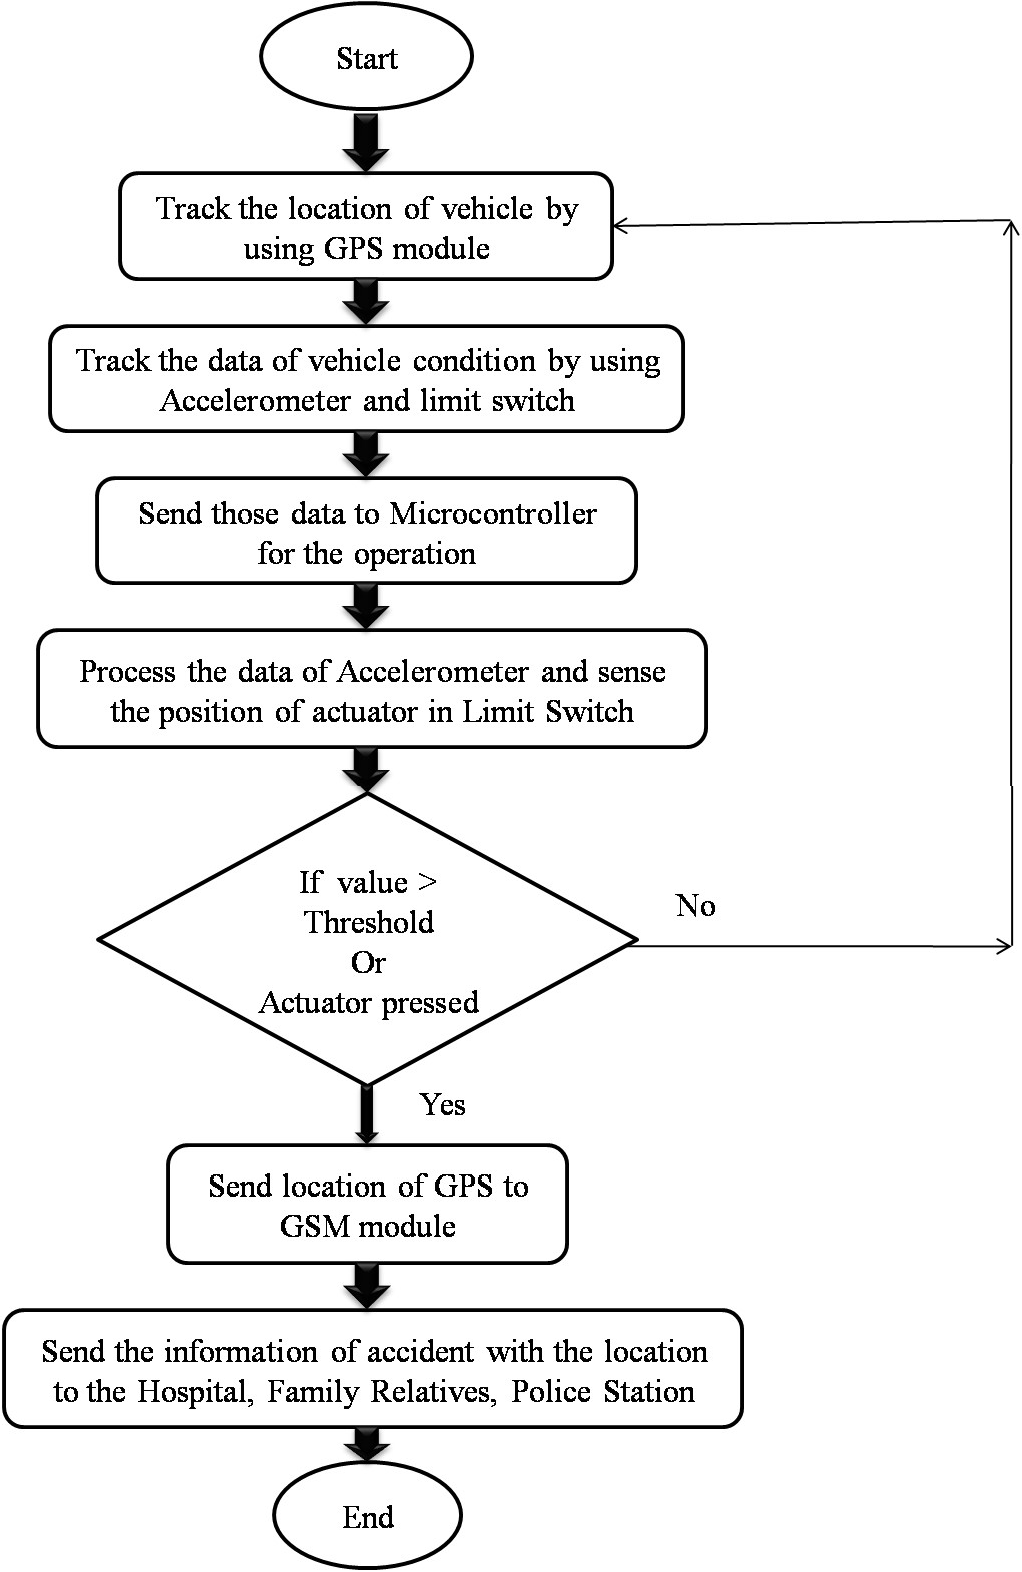 Start
Track the location of vehicle by
using GPS module
Track the data of vehicle condition by using
Accelerometer and limit switch
Send those data to Microcontroller
for the operation
Process the data of Accelerometer and sense
the position of actuator in Limit Switch
If value >
Threshold
Or
Actuator pressed
No
Yes
Send location of GPS to
GSM module
Send the information of accident with the location
to the Hospital, Family Relatives, Police Station
End